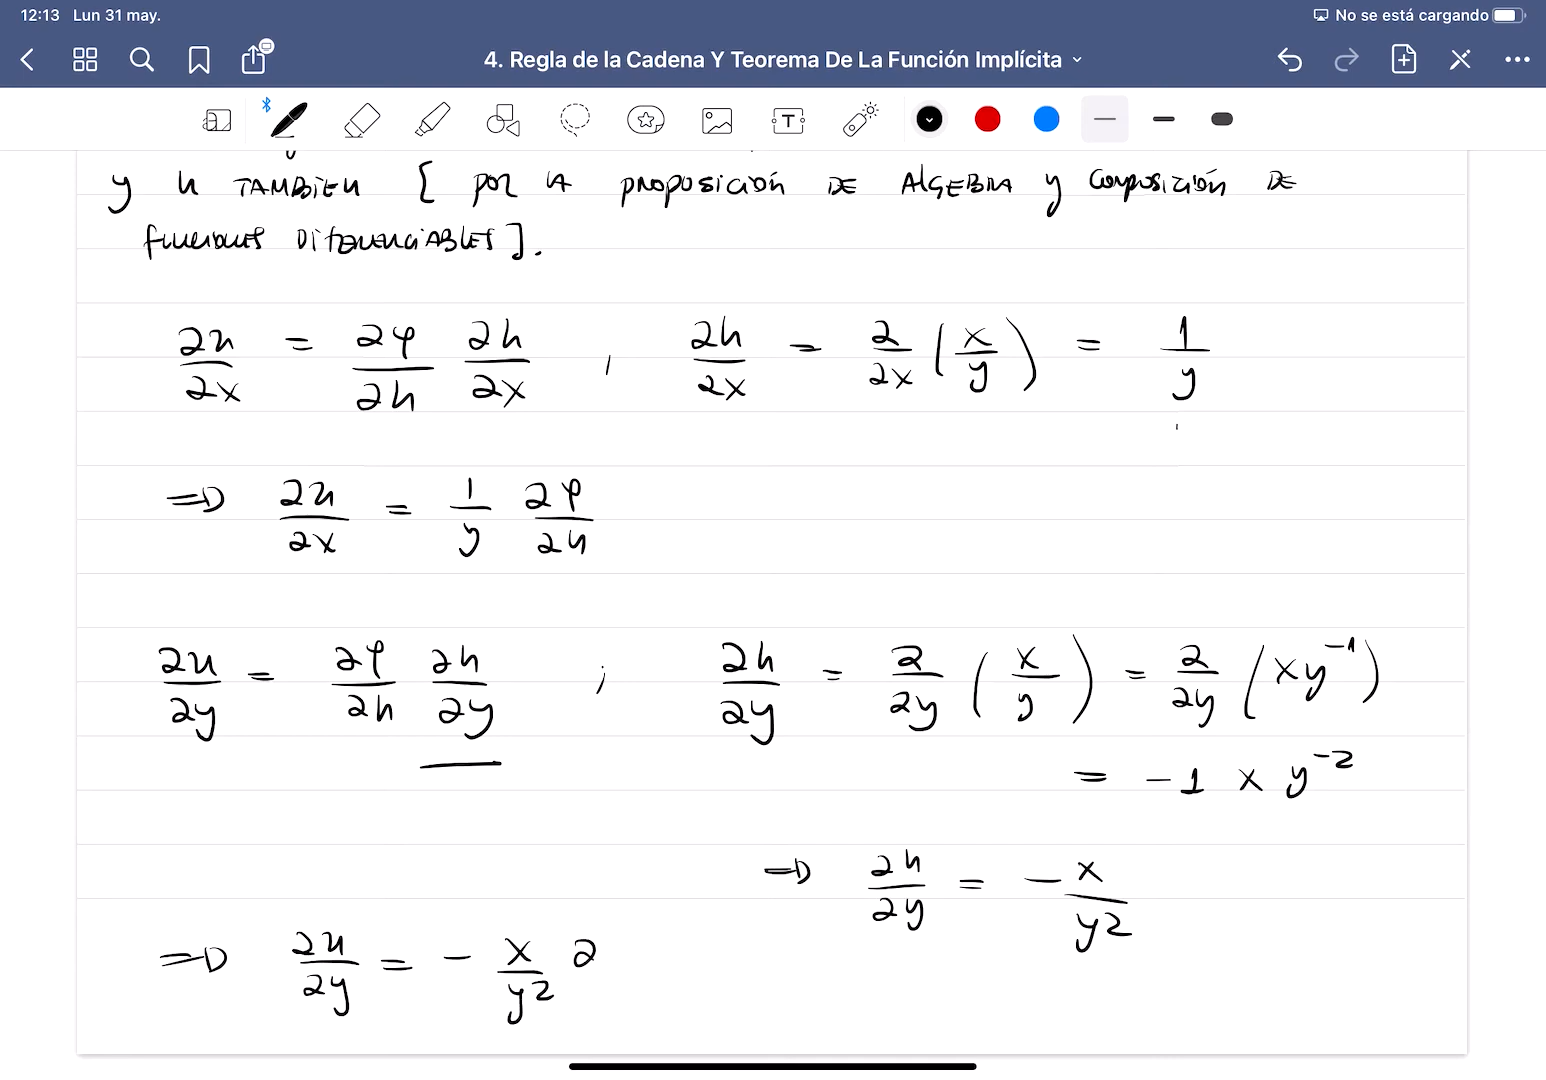 12:13 Lun 31 may. No se está cargando
4. Regla de la Cadena Y Teorema De La Función Implícita
y u TAMBIEN [ por LA proposición DE ALGEBRA y composición DE
funciones DIFERENCIABLES ].
∂u/∂x = ∂φ/∂h ∂h/∂x , ∂h/∂x = ∂/∂x (x/y) = 1/y
=> ∂u/∂x = 1/y ∂φ/∂h
∂u/∂y = ∂φ/∂h ∂h/∂y ; ∂h/∂y = ∂/∂y (x/y) = ∂/∂y (xy⁻¹)
= -1 x y⁻²
=> ∂h/∂y = - x/y²
=> ∂u/∂y = - x/y² ∂